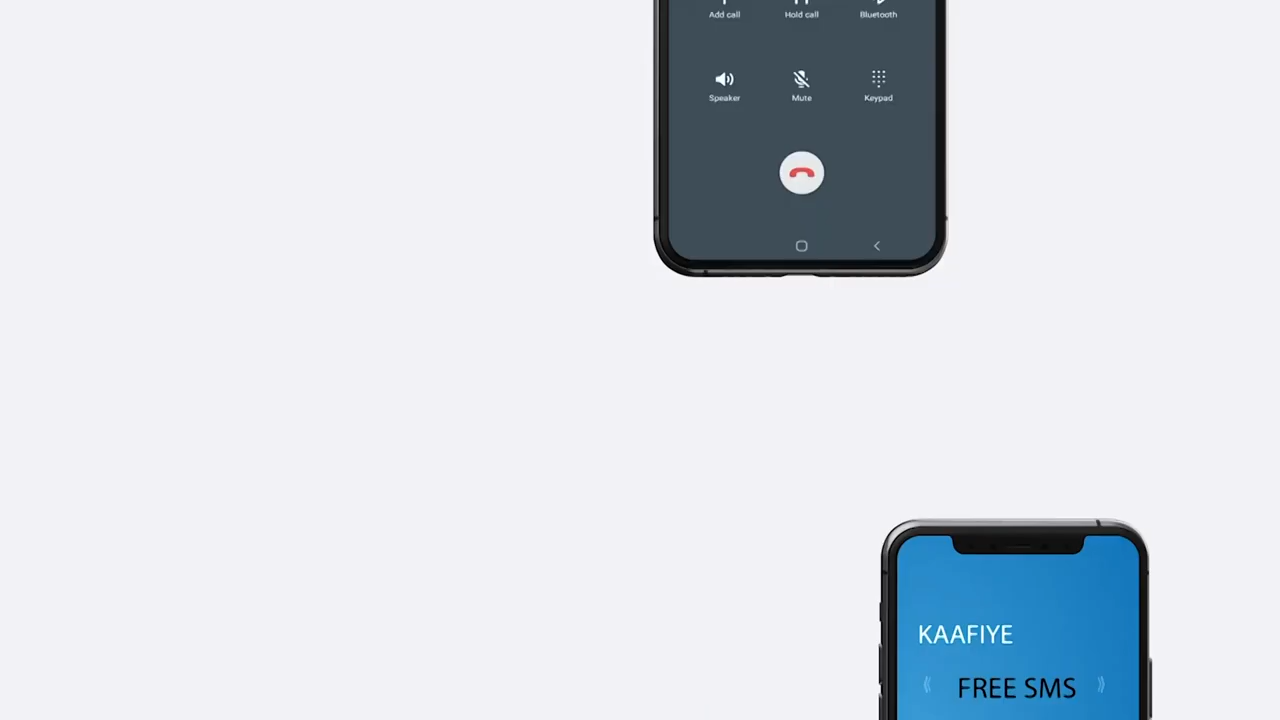 Add call Hold call Bluetooth
Speaker Mute Keypad
KAAFIYE
FREE SMS